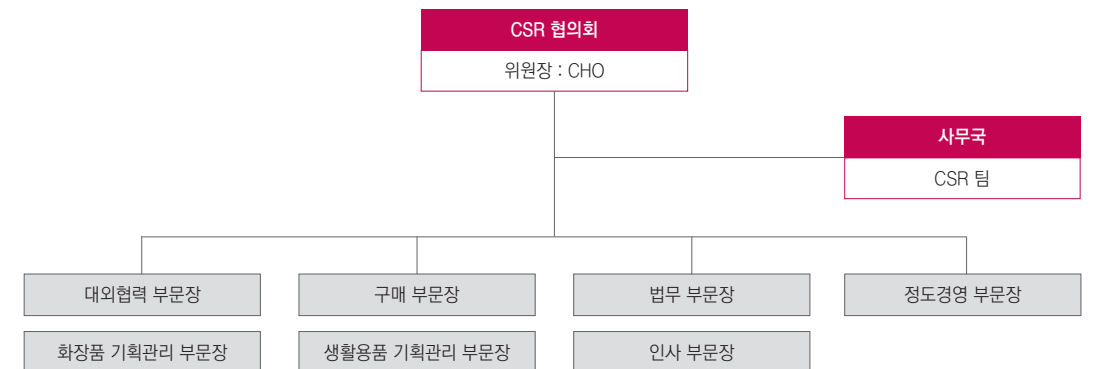 CSR 협의회
위원장 : CHO
사무국
CSR 팀
대외협력 부문장
구매 부문장
법무 부문장
정도경영 부문장
화장품 기획관리 부문장
생활용품 기획관리 부문장
인사 부문장